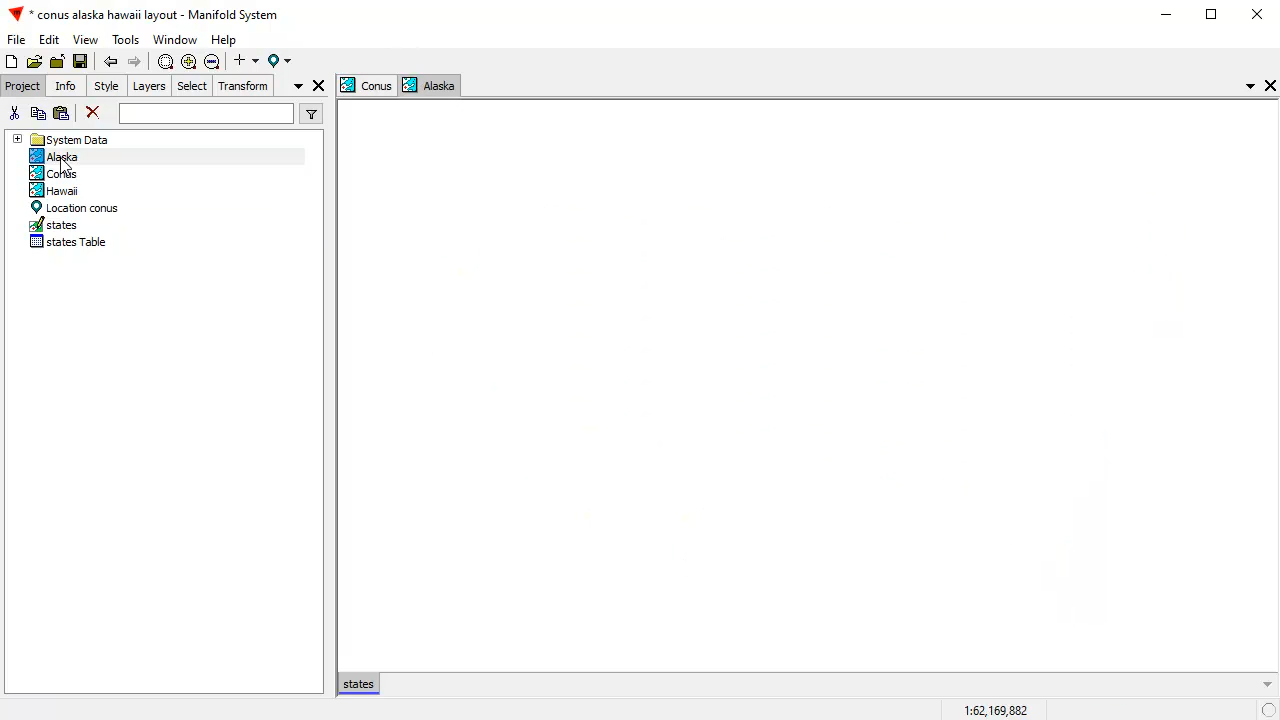 * conus alaska hawaii layout - Manifold System
File Edit View Tools Window Help
Project Info Style Layers Select Transform
Conus Alaska
System Data
Alaska
Conus
Hawaii
Location conus
states
states Table
states
1:62,169,882